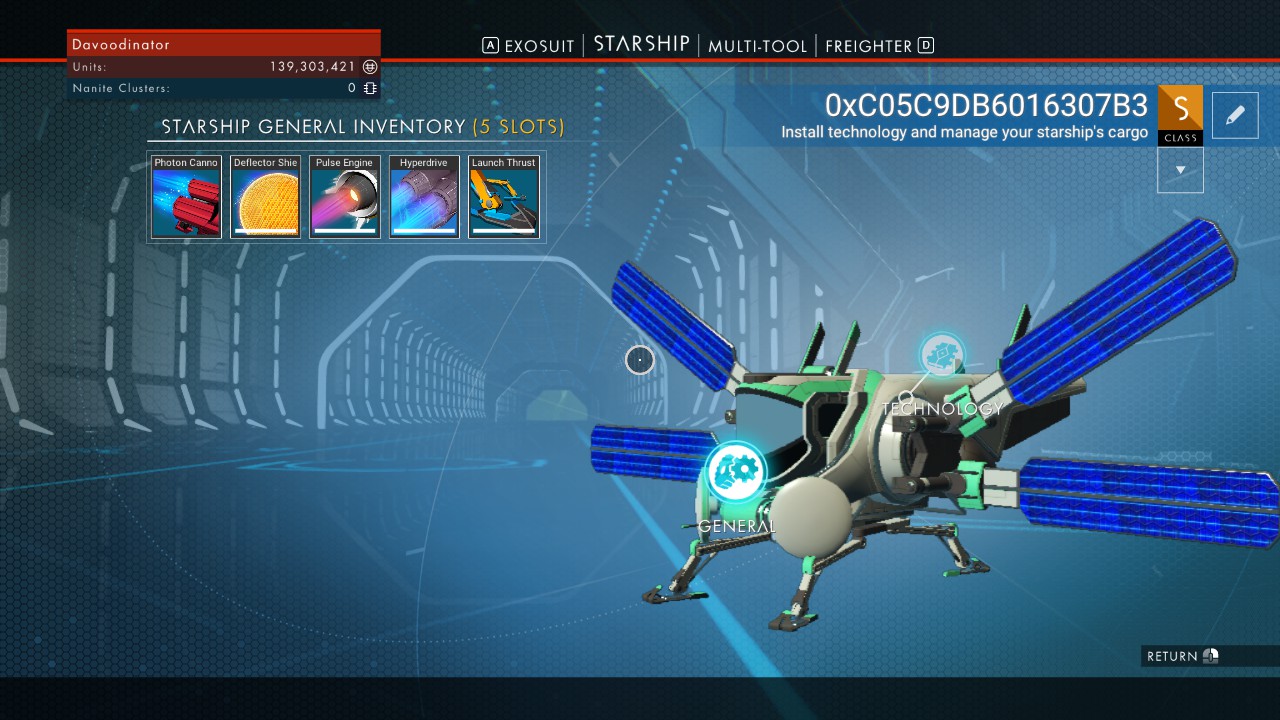 Davoodinator
Units: 139,303,421
Nanite Clusters: 0
A EXOSUIT STARSHIP MULTI-TOOL FREIGHTER D
0xC05C9DB6016307B3
Install technology and manage your starship's cargo
S
CLASS
STARSHIP GENERAL INVENTORY (5 SLOTS)
Photon Canno Deflector Shie Pulse Engine Hyperdrive Launch Thrust
TECHNOLOGY
GENERAL
RETURN